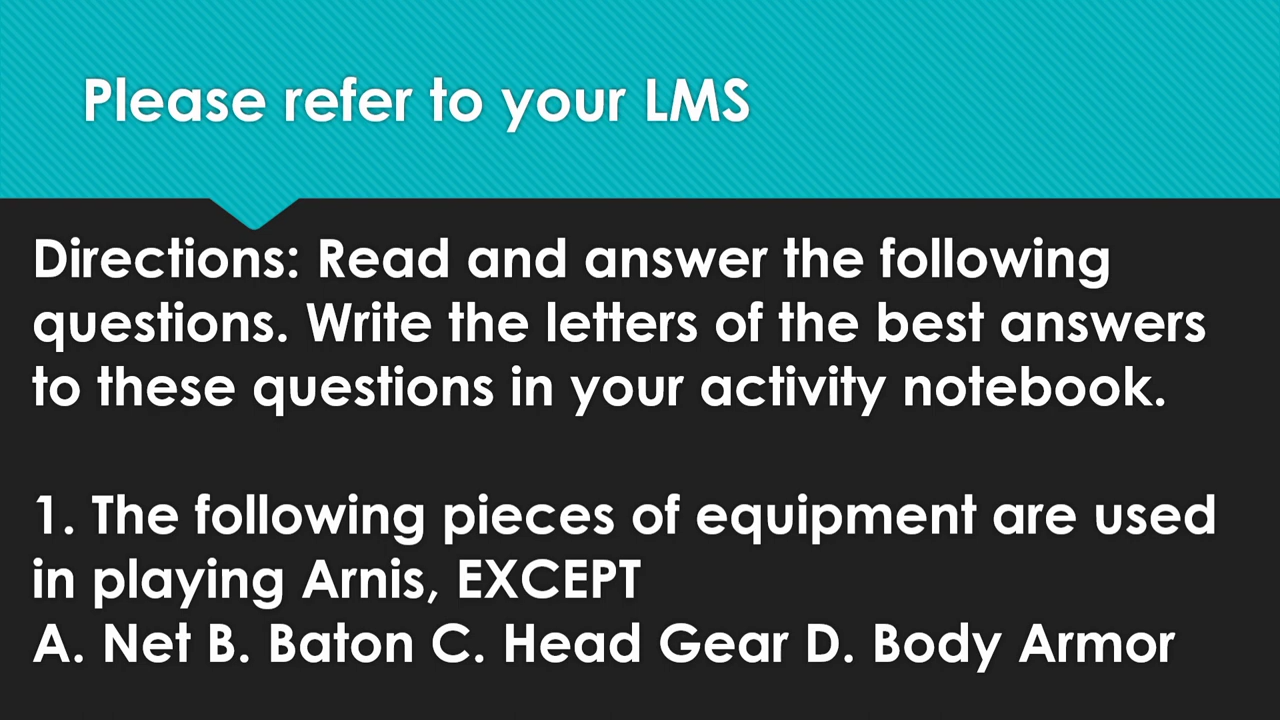 Please refer to your LMS
Directions: Read and answer the following
questions. Write the letters of the best answers
to these questions in your activity notebook.
1. The following pieces of equipment are used
in playing Arnis, EXCEPT
A. Net B. Baton C. Head Gear D. Body Armor